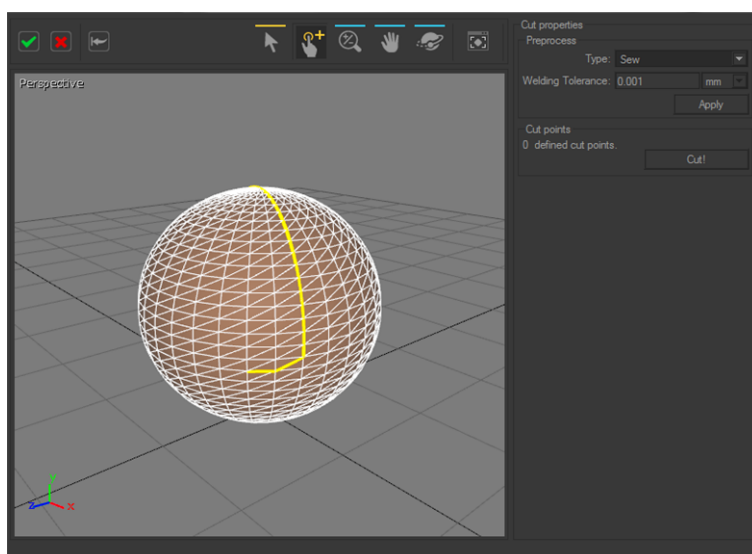 Cut properties
Preprocess
Type: Sew
Welding Tolerance: 0.001 mm
Apply
Perspective
Cut points
0 defined cut points.
Cut!
y
z x